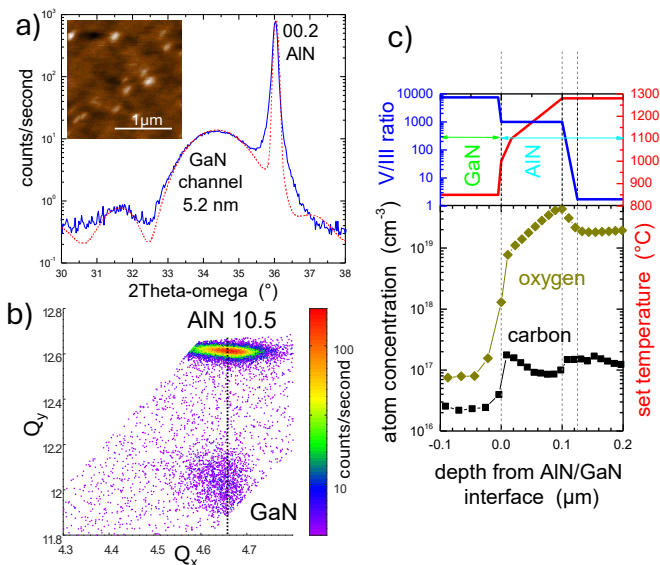 a)
counts/second
10³
10²
10¹
10⁰
10⁻¹
1µm
00.2
AlN
GaN
channel
5.2 nm
30 31 32 33 34 35 36 37 38
2Theta-omega (°)
b)
Q_y
12.8
12.6
12.4
12.2
12
11.8
AlN 10.5
GaN
4.3 4.4 4.5 4.6 4.7
Q_x
100
10
counts/second
c)
V/III ratio
10000
1000
100
10
1
GaN
AlN
1300
1200
1100
1000
900
800
set temperature (°C)
atom concentration (cm⁻³)
4
10¹⁹
10¹⁸
10¹⁷
10¹⁶
oxygen
carbon
-0.1 0.0 0.1 0.2
depth from AlN/GaN
interface (µm)